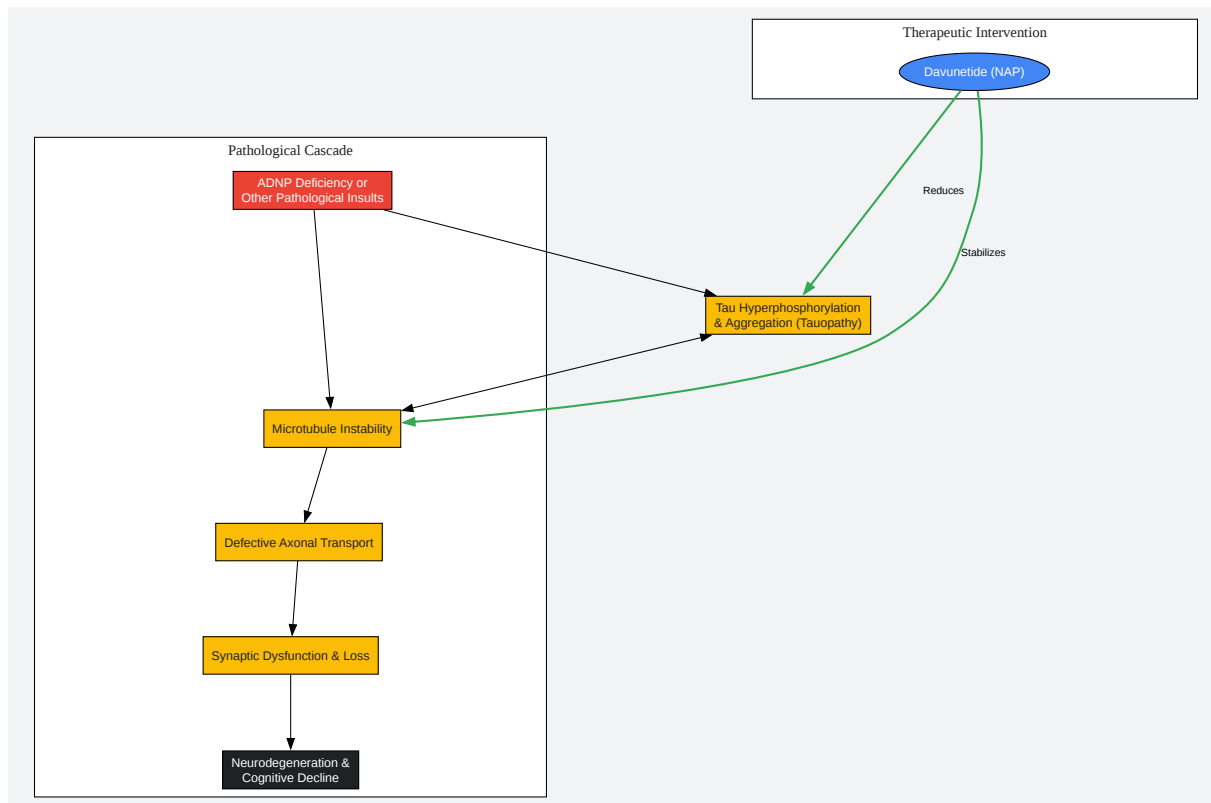 Therapeutic Intervention
Davunetide (NAP)
Pathological Cascade
ADNP Deficiency or
Other Pathological Insults
Reduces
Stabilizes
Tau Hyperphosphorylation
& Aggregation (Tauopathy)
Microtubule Instability
Defective Axonal Transport
Synaptic Dysfunction & Loss
Neurodegeneration &
Cognitive Decline